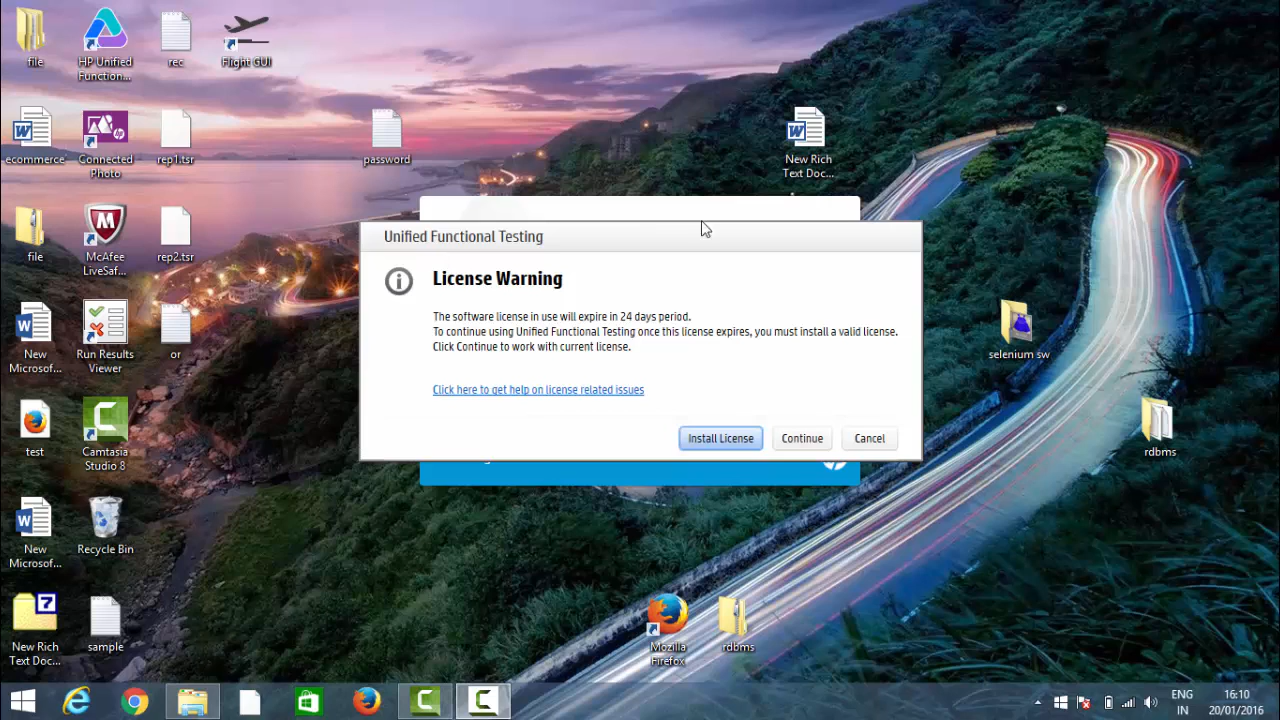 file
HP Unified
Function...
rec
Flight GUI
ecommerce
Connected
Photo
rep1.tsr
password
New Rich
Text Doc...
file
McAfee
LiveSaf...
rep2.tsr
Unified Functional Testing
License Warning
The software license in use will expire in 24 days period.
To continue using Unified Functional Testing once this license expires, you must install a valid license.
Click Continue to work with current license.
Click here to get help on license related issues
Install License
Continue
Cancel
New
Microsof...
Run Results
Viewer
or
selenium sw
test
Camtasia
Studio 8
rdbms
New
Microsof...
Recycle Bin
7
New Rich
Text Doc...
sample
Mozilla
Firefox
rdbms
ENG
IN
16:10
20/01/2016